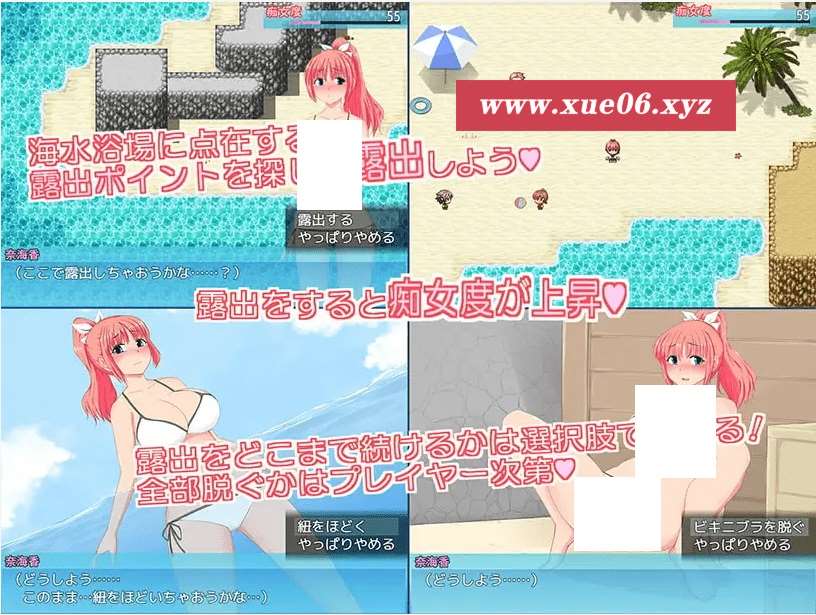 痴女度
55
痴女度
55
www.xue06.xyz
海水浴場に点在する
露出ポイントを探し 露出しよう♡
露出する
やっぱりやめる
奈海香
（ここで露出しちゃおうかな……？）
露出をすると痴女度が上昇♡
露出をどこまで続けるかは選択肢で る！
全部脱ぐかはプレイヤー次第♡
紐をほどく
やっぱりやめる
奈海香
（どうしよう……
このまま…紐をほどいちゃおうかな…）
ビキニブラを脱ぐ
やっぱりやめる
奈海香
（どうしよう……）